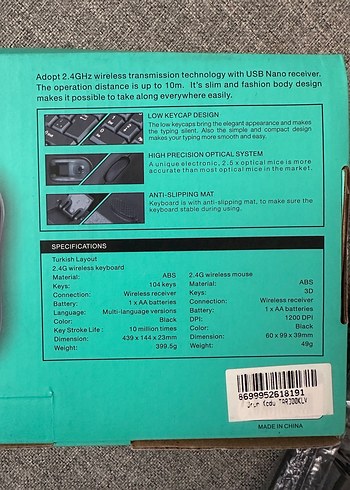 Adopt 2.4GHz wireless transmission technology with USB Nano receiver.
The operation distance is up to 10m. It's slim and fashion body design
makes it possible to take along everywhere easily.
LOW KEYCAP DESIGN
The low keycaps bring the elegant appearance and makes
the typing silent. Also the simple and compact design
makes your typing more smooth and easy.
HIGH PRECISION OPTICAL SYSTEM
A unique electronic, 2.5x optical mice is more
accurate than most optical mice in the market.
ANTI-SLIPPING MAT
Keyboard is with anti-slipping mat, to make sure the
keyboard stable during using.
SPECIFICATIONS
Turkish Layout
2.4G wireless keyboard
Material: ABS
Keys: 104 keys
Connection: Wireless receiver
Battery: 1 x AA batteries
Language: Multi-language versions
Color: Black
Key Stroke Life : 10 million times
Dimension: 439 x 144 x 23mm
Weight: 399.5g
2.4G wireless mouse
Material: ABS
Keys: 3D
Connection: Wireless receiver
Battery: 1 x AA batteries
DPI: 1200 DPI
Color: Black
Dimension: 60 x 99 x 39mm
Weight: 49g
8699952618191
Ürün Kodu
MADE IN CHINA